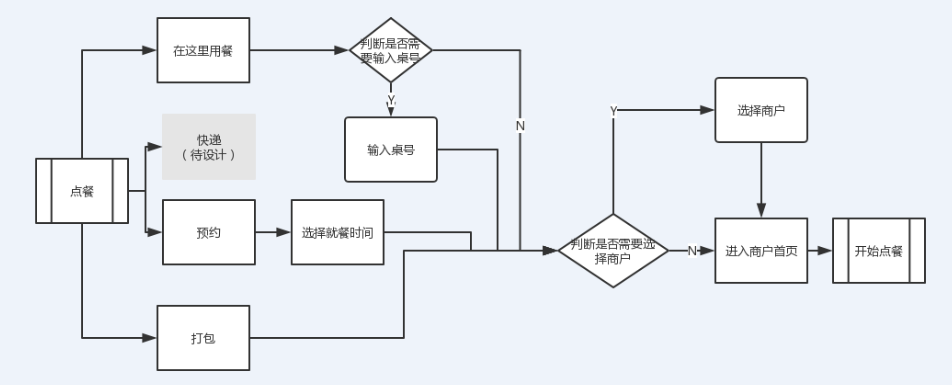 在这里用餐
判断是否需
要输入桌号
Y
N
输入桌号
快递
（待设计）
点餐
预约
选择就餐时间
打包
判断是否需要选
择商户
Y
选择商户
N
进入商户首页
开始点餐